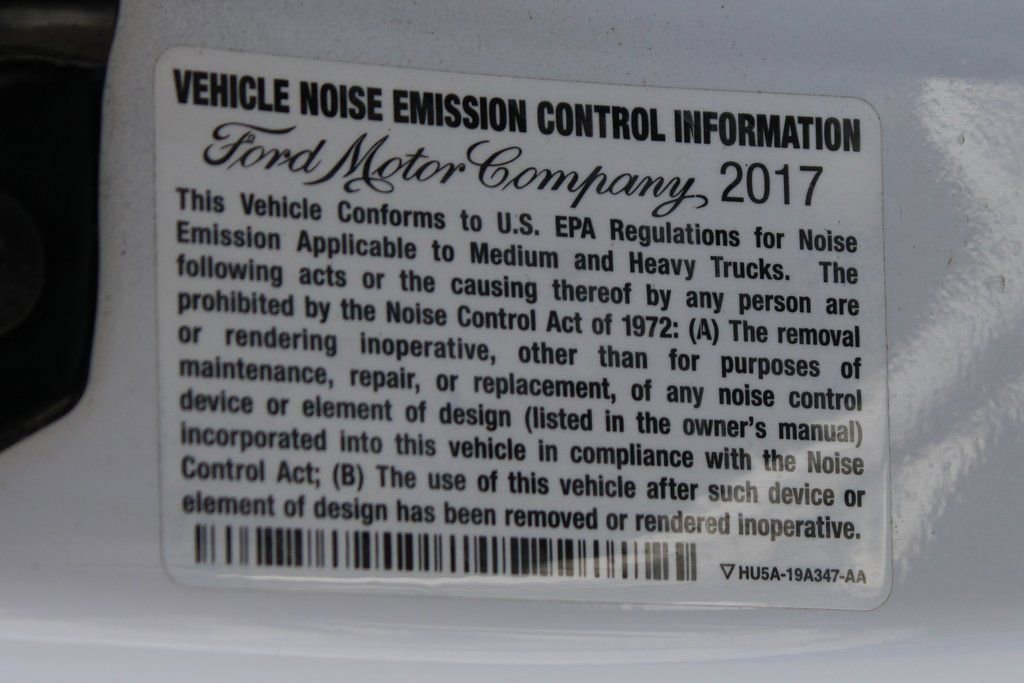 VEHICLE NOISE EMISSION CONTROL INFORMATION
Ford Motor Company 2017
This Vehicle Conforms to U.S. EPA Regulations for Noise
Emission Applicable to Medium and Heavy Trucks. The
following acts or the causing thereof by any person are
prohibited by the Noise Control Act of 1972: (A) The removal
or rendering inoperative, other than for purposes of
maintenance, repair, or replacement, of any noise control
device or element of design (listed in the owner's manual)
incorporated into this vehicle in compliance with the Noise
Control Act; (B) The use of this vehicle after such device or
element of design has been removed or rendered inoperative.
▽HU5A-19A347-AA